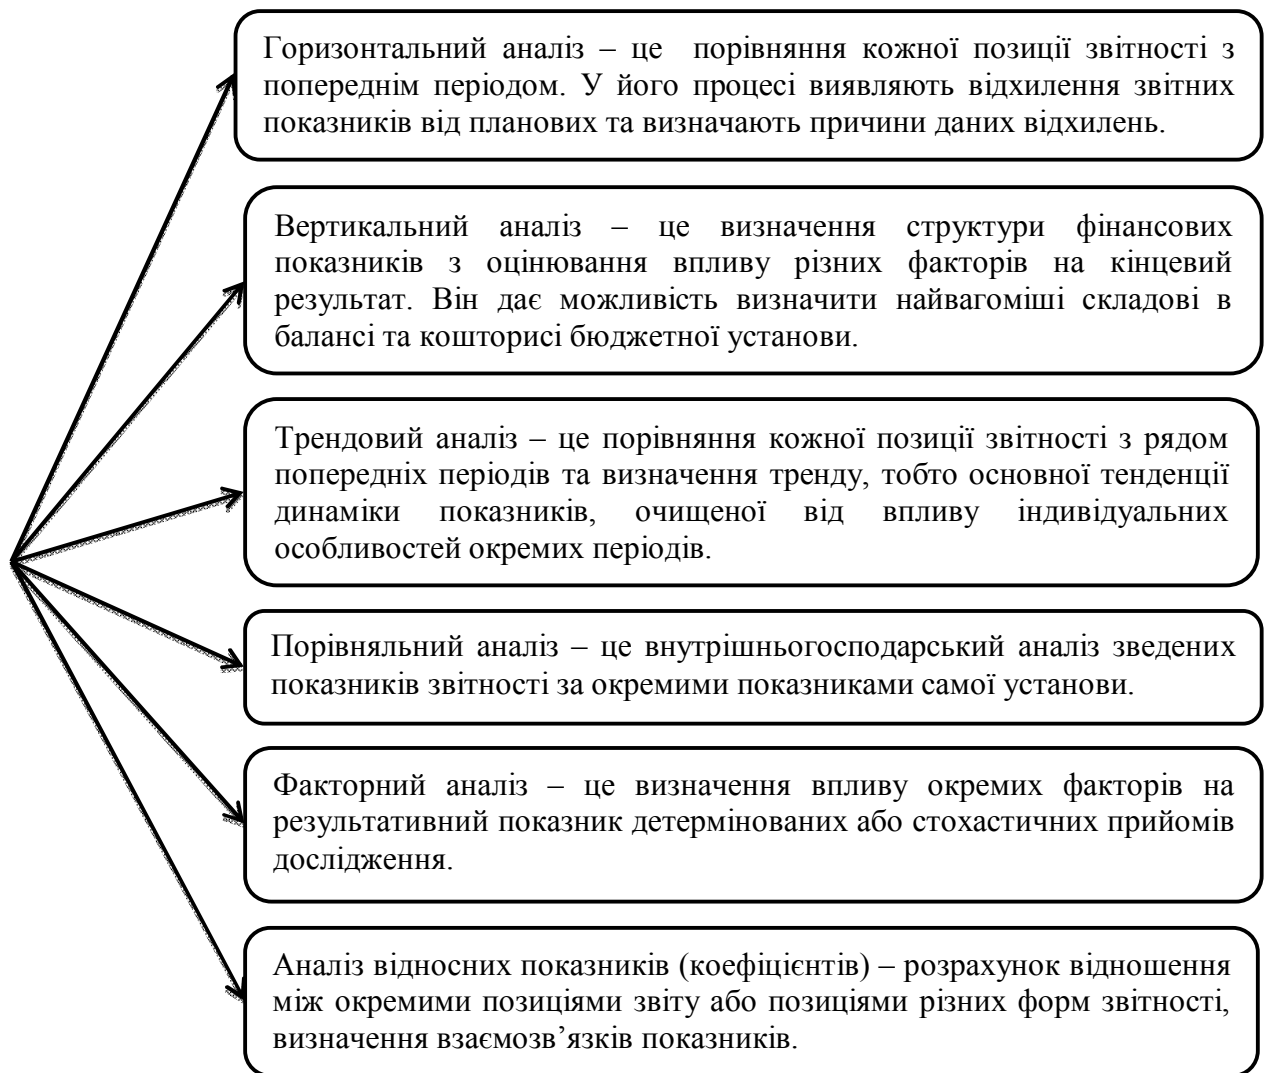 Горизонтальний аналіз – це порівняння кожної позиції звітності з
попереднім періодом. У його процесі виявляють відхилення звітних
показників від планових та визначають причини даних відхилень.
Вертикальний аналіз – це визначення структури фінансових
показників з оцінювання впливу різних факторів на кінцевий
результат. Він дає можливість визначити найвагоміші складові в
балансі та кошторисі бюджетної установи.
Трендовий аналіз – це порівняння кожної позиції звітності з рядом
попередніх періодів та визначення тренду, тобто основної тенденції
динаміки показників, очищеної від впливу індивідуальних
особливостей окремих періодів.
Порівняльний аналіз – це внутрішньогосподарський аналіз зведених
показників звітності за окремими показниками самої установи.
Факторний аналіз – це визначення впливу окремих факторів на
результативний показник детермінованих або стохастичних прийомів
дослідження.
Аналіз відносних показників (коефіцієнтів) – розрахунок відношення
між окремими позиціями звіту або позиціями різних форм звітності,
визначення взаємозв’язків показників.